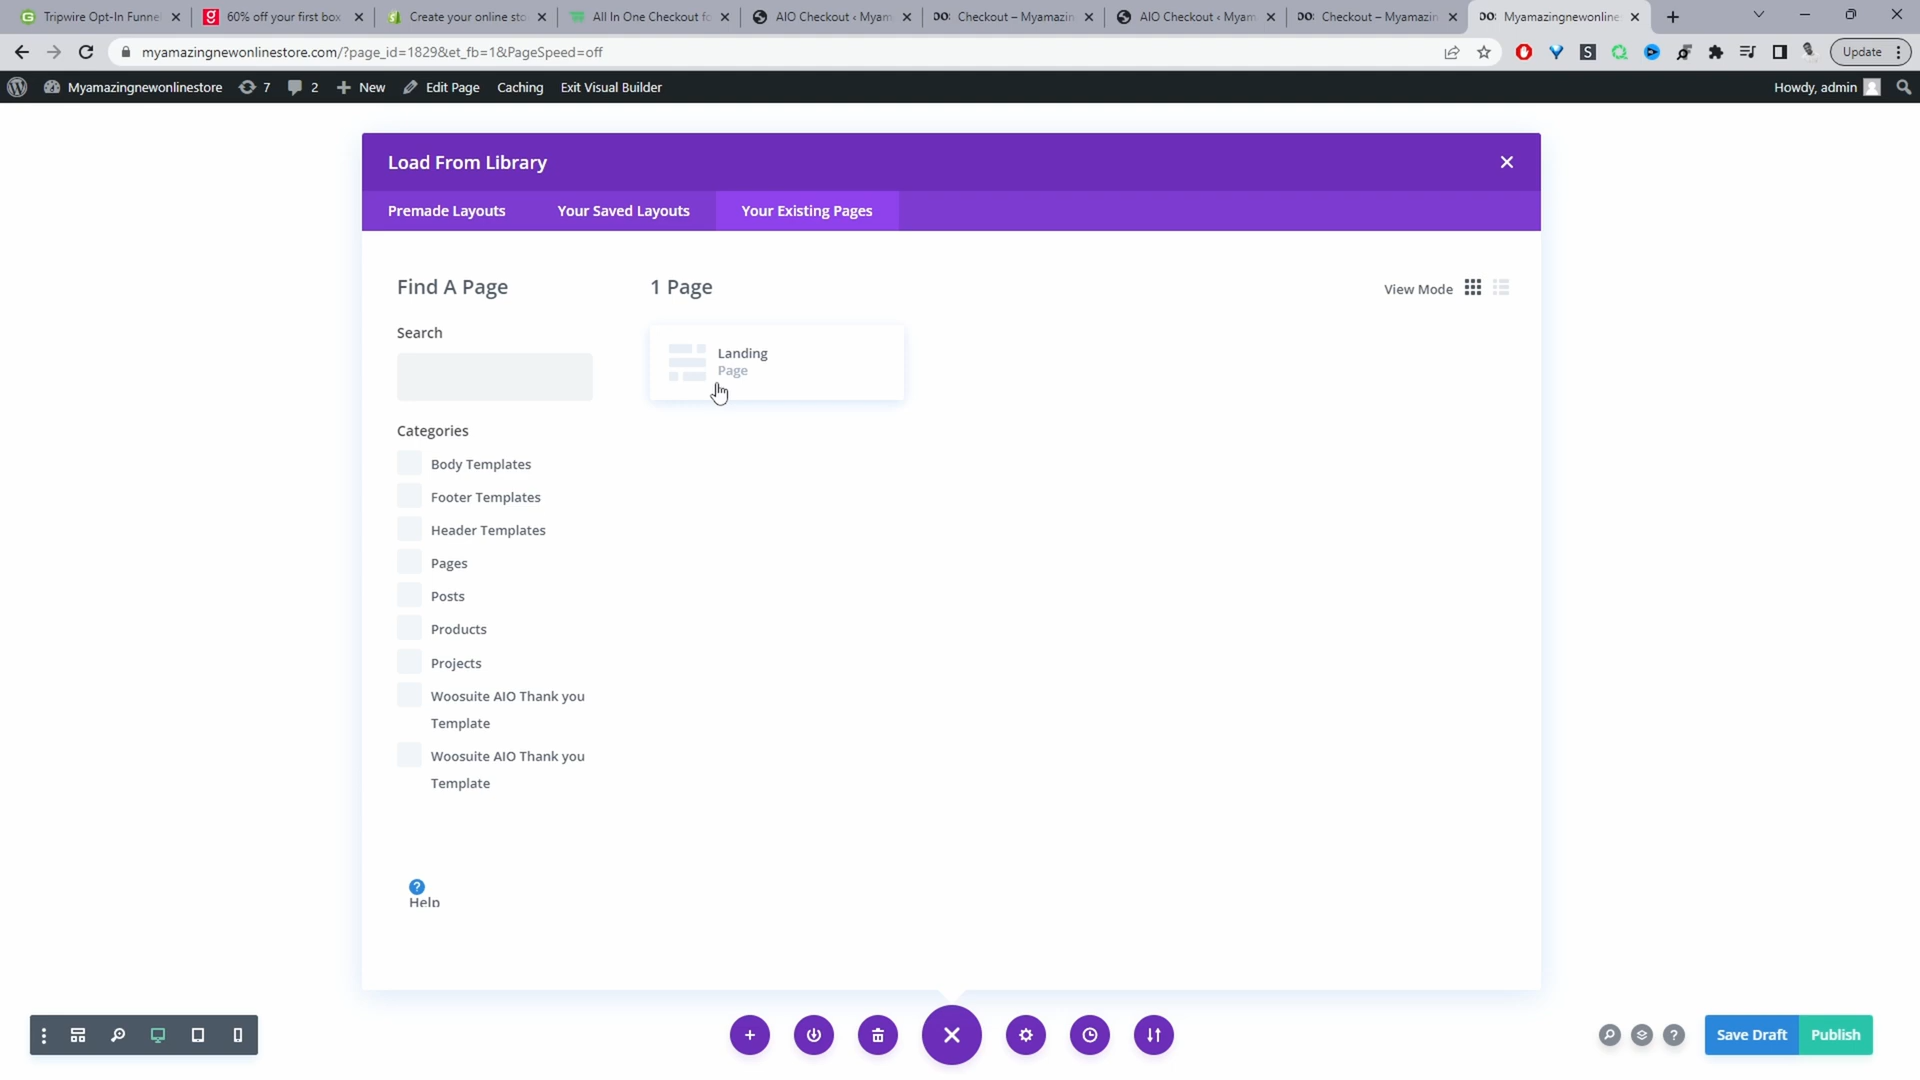 Tripwire Opt-In Funne
60% off your first box
Create your online sto
All In One Checkout fo
AIO Checkout ‹ Myam
Checkout – Myamazin
AIO Checkout ‹ Myam
Checkout – Myamazin
Myamazingnewonline
myamazingnewonlinestore.com/?page_id=1829&et_fb=1&PageSpeed=off
Update
Myamazingnewonlinestore
7
2
New
Edit Page
Caching
Exit Visual Builder
Howdy, admin
Load From Library
Premade Layouts
Your Saved Layouts
Your Existing Pages
Find A Page
1 Page
View Mode
Search
Landing
Page
Categories
Body Templates
Footer Templates
Header Templates
Pages
Posts
Products
Projects
Woosuite AIO Thank you
Template
Woosuite AIO Thank you
Template
Help
Save Draft
Publish